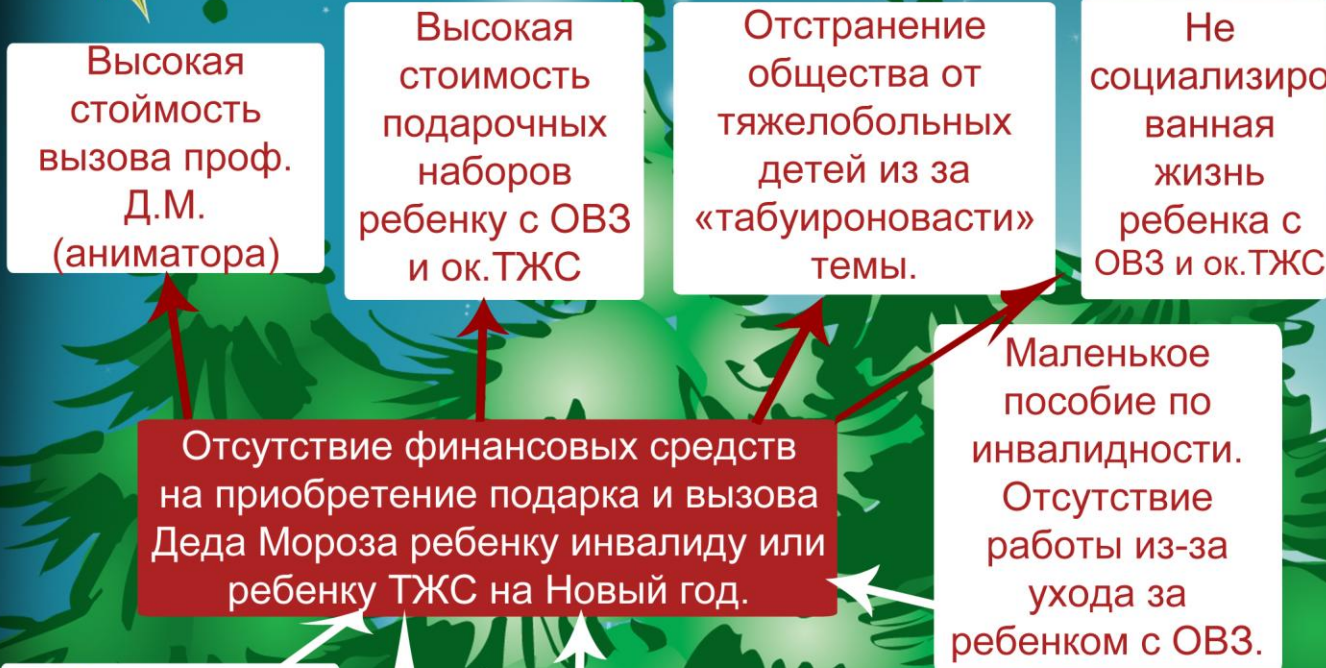 Высокая
стоймость
вызова проф.
Д.М.
(аниматора)
Высокая
стоимость
подарочных
наборов
ребенку с ОВЗ
и ок.ТЖС
Отстранение
общества от
тяжелобольных
детей из за
«табуироновасти»
темы.
Не
социализиро
ванная
жизнь
ребенка с
ОВЗ и ок.ТЖС
Отсутствие финансовых средств
на приобретение подарка и вызова
Деда Мороза ребенку инвалиду или
ребенку ТЖС на Новый год.
Маленькое
пособие по
инвалидности.
Отсутствие
работы из-за
ухода за
ребенком с ОВЗ.